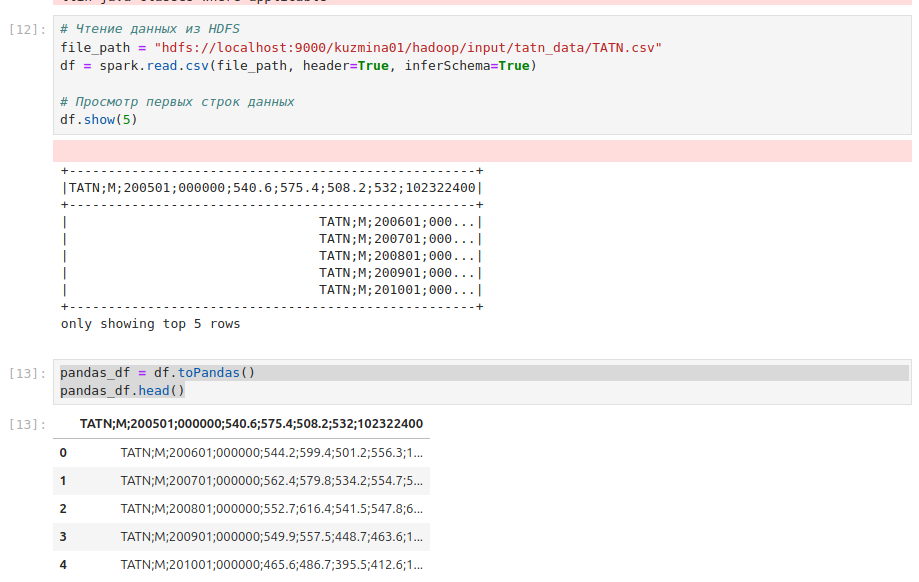 [12]:
# Чтение данных из HDFS
file_path = "hdfs://localhost:9000/kuzmina01/hadoop/input/tatn_data/TATN.csv"
df = spark.read.csv(file_path, header=True, inferSchema=True)
# Просмотр первых строк данных
df.show(5)
+------------------------------------------------+
|TATN;M;200501;000000;540.6;575.4;508.2;532;102322400|
+------------------------------------------------+
| TATN;M;200601;000...|
| TATN;M;200701;000...|
| TATN;M;200801;000...|
| TATN;M;200901;000...|
| TATN;M;201001;000...|
+------------------------------------------------+
only showing top 5 rows
[13]:
pandas_df = df.toPandas()
pandas_df.head()
[13]:
TATN;M;200501;000000;540.6;575.4;508.2;532;102322400
0 TATN;M;200601;000000;544.2;599.4;501.2;556.3;1...
1 TATN;M;200701;000000;562.4;579.8;534.2;554.7;5...
2 TATN;M;200801;000000;552.7;616.4;541.5;547.8;6...
3 TATN;M;200901;000000;549.9;557.5;448.7;463.6;1...
4 TATN;M;201001;000000;465.6;486.7;395.5;412.6;1...